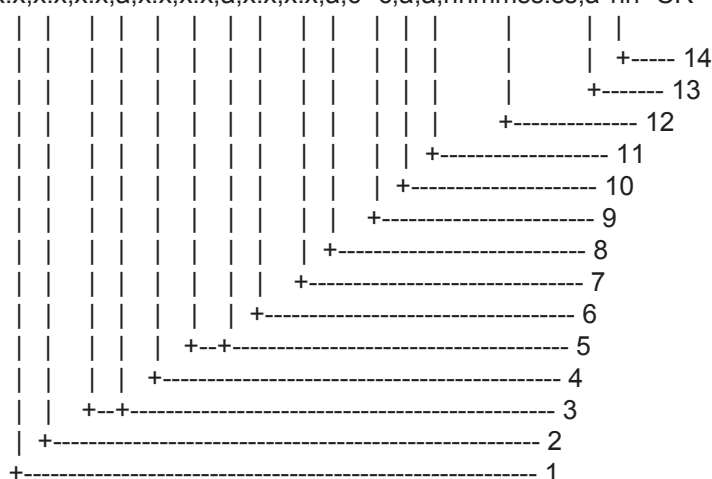 x.x,x.x,x.x,a,x.x,x.x,a,x.x,x.x,a,c--c,a,a,hhmmss.ss,a*hh<CR>
| | | | | | | | | | | | | | | |
| | | | | | | | | | | | | | | +----- 14
| | | | | | | | | | | | | | +------- 13
| | | | | | | | | | | | | +-------------- 12
| | | | | | | | | | | | +------------------- 11
| | | | | | | | | | | +--------------------- 10
| | | | | | | | | | +------------------------ 9
| | | | | | | | | +----------------------------- 8
| | | | | | | | +------------------------------- 7
| | | | | | | +------------------------------------ 6
| | | | | +--+-------------------------------------- 5
| | | | +--------------------------------------------- 4
| | +--+------------------------------------------------- 3
| +-------------------------------------------------------- 2
+----------------------------------------------------------- 1